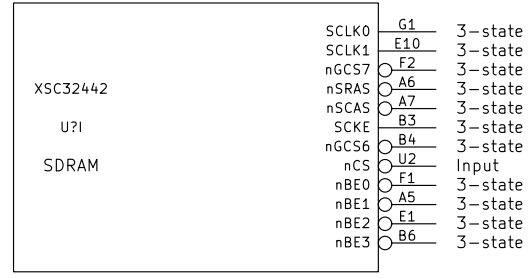 SCLK0 G1 3-state
SCLK1 E10 3-state
nGCS7 F2 3-state
nSRAS A6 3-state
XSC32442
nSCAS A7 3-state
U?I
SCKE B3 3-state
nGCS6 B4 3-state
SDRAM
nCS U2 Input
nBE0 F1 3-state
nBE1 A5 3-state
nBE2 E1 3-state
nBE3 B6 3-state